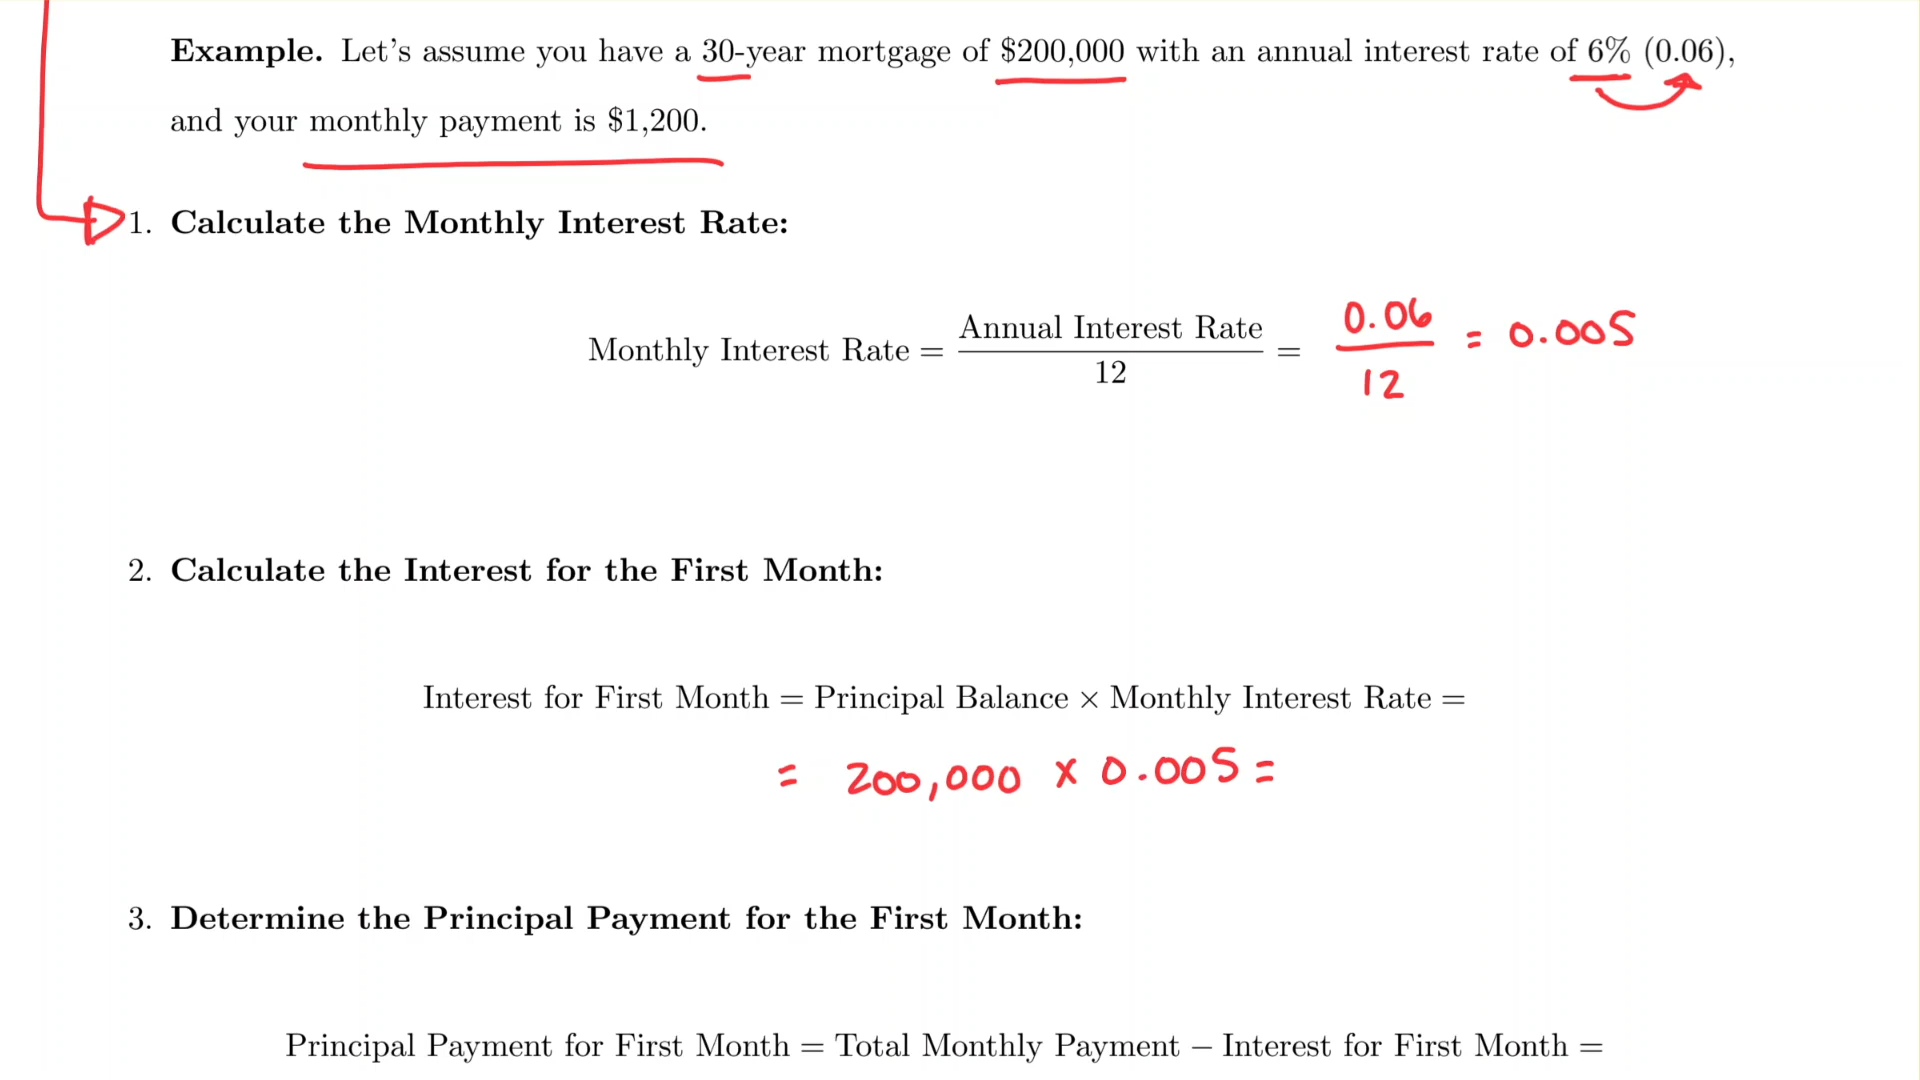 Example. Let's assume you have a 30-year mortgage of $200,000 with an annual interest rate of 6% (0.06),
and your monthly payment is $1,200.
1. Calculate the Monthly Interest Rate:
Monthly Interest Rate = Annual Interest Rate / 12 = 0.06 / 12 = 0.005
2. Calculate the Interest for the First Month:
Interest for First Month = Principal Balance × Monthly Interest Rate =
= 200,000 x 0.005 =
3. Determine the Principal Payment for the First Month:
Principal Payment for First Month = Total Monthly Payment − Interest for First Month =